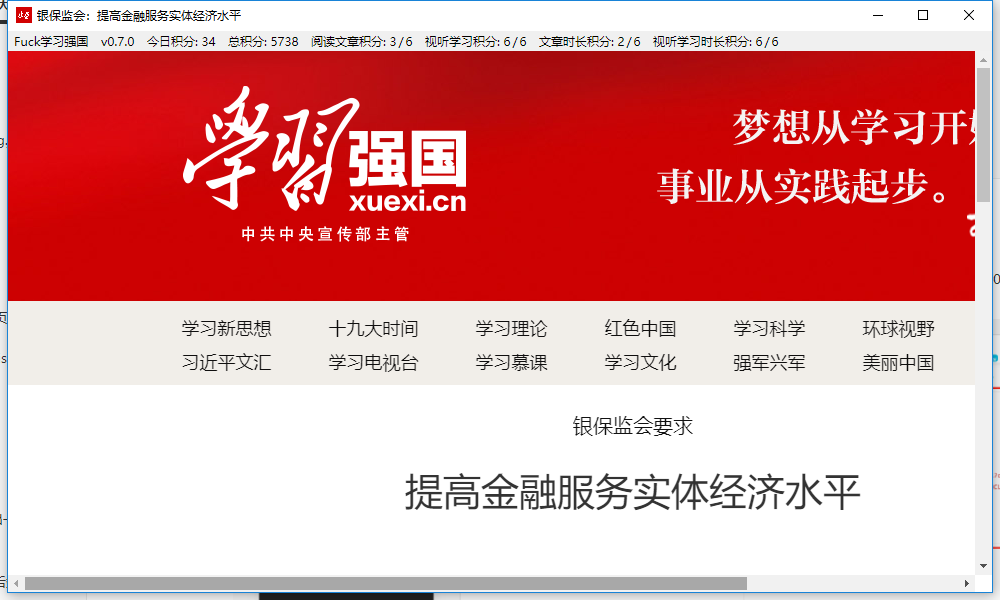 银保监会：提高金融服务实体经济水平
Fuck学习强国 v0.7.0 今日积分: 34 总积分: 5738 阅读文章积分: 3 / 6 视听学习积分: 6 / 6 文章时长积分: 2 / 6 视听学习时长积分: 6 / 6
学習强国
xuexi.cn
中共中央宣传部主管
梦想从学习开始
事业从实践起步。
学习新思想 十九大时间 学习理论 红色中国 学习科学 环球视野
习近平文汇 学习电视台 学习慕课 学习文化 强军兴军 美丽中国
银保监会要求
提高金融服务实体经济水平